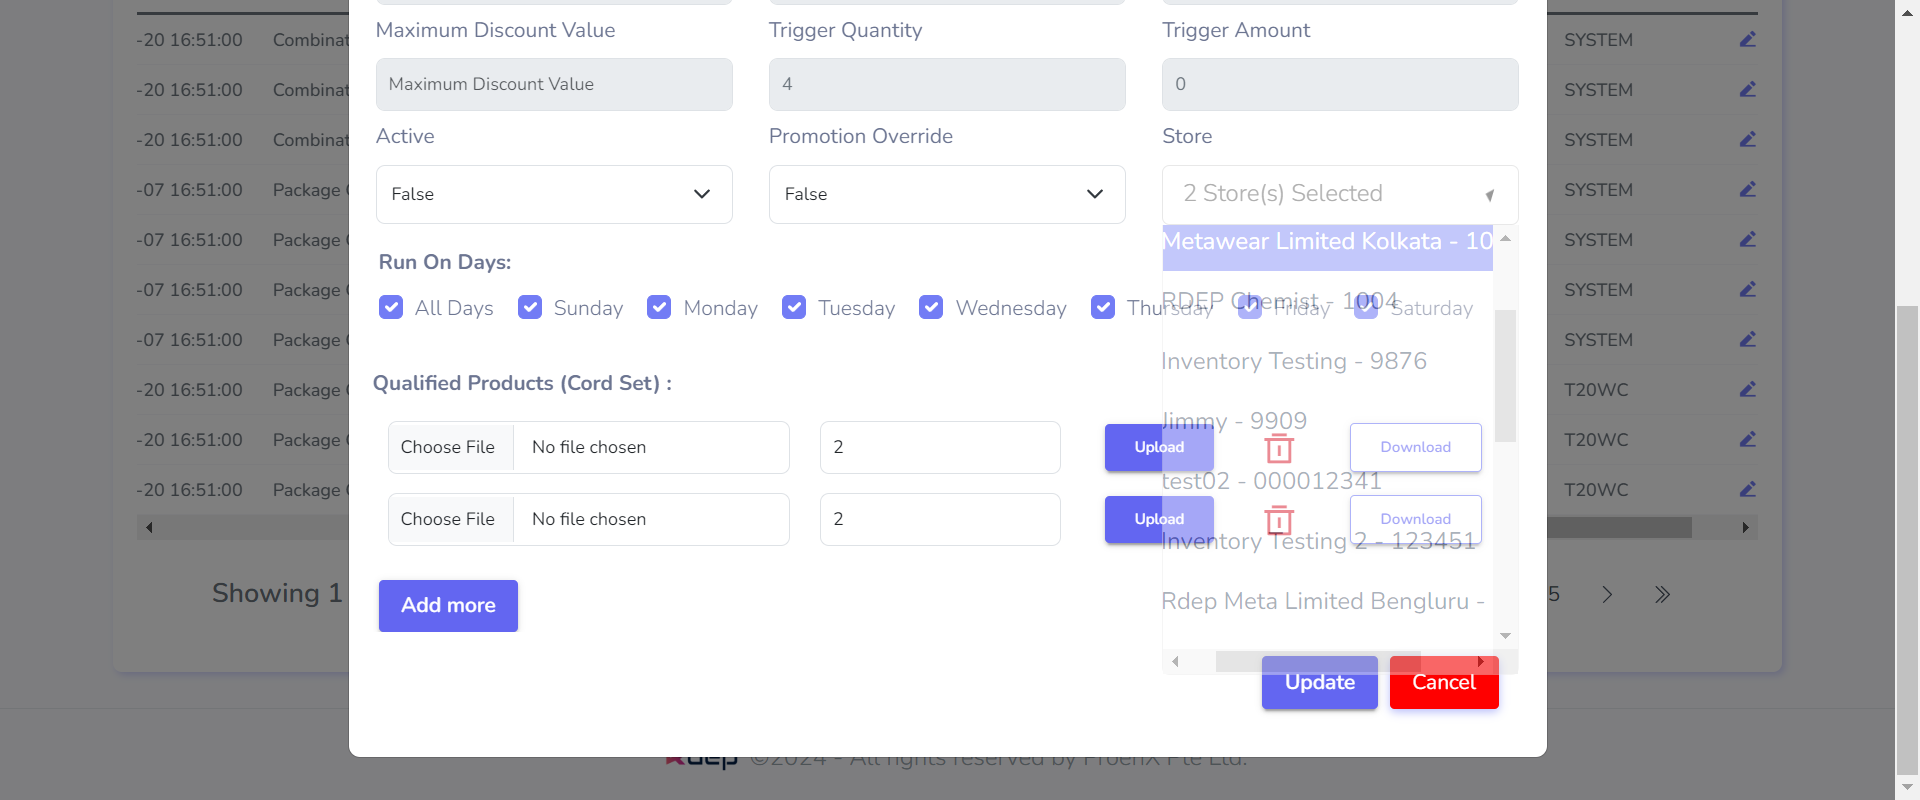 Maximum Discount Value Trigger Quantity Trigger Amount
-20 16:51:00 Combinat SYSTEM
Maximum Discount Value 4 0
-20 16:51:00 Combinat SYSTEM
Active Promotion Override Store
-20 16:51:00 Combinat SYSTEM
False False 2 Store(s) Selected
-07 16:51:00 Package SYSTEM
Metawear Limited Kolkata - 10
-07 16:51:00 Package SYSTEM
Run On Days:
-07 16:51:00 Package SYSTEM
All Days Sunday Monday Tuesday Wednesday Thursday Friday Saturday
RDEP Chemist - 1004
-07 16:51:00 Package SYSTEM
Inventory Testing - 9876
Qualified Products (Cord Set) :
-20 16:51:00 Package T20WC
Jimmy - 9909
-20 16:51:00 Package T20WC
Choose File No file chosen 2 Upload Download
test02 - 000012341
-20 16:51:00 Package T20WC
Choose File No file chosen 2 Upload Download
Inventory Testing 2 - 123451
Showing 1 5
Add more
Rdep Meta Limited Bengluru -
Update Cancel
dep ©2024 - All rights reserved by ProenX Pte Ltd.